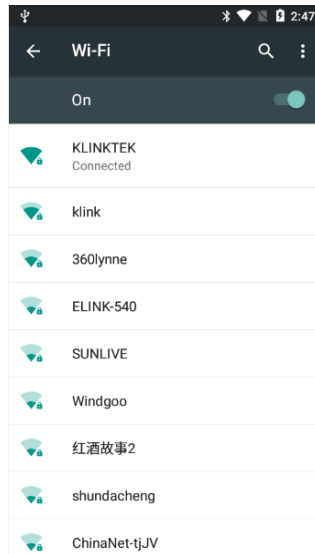 2:47
Wi-Fi
On
KLINKTEK
Connected
klink
360lynne
ELINK-540
SUNLIVE
Windgoo
红酒故事2
shundacheng
ChinaNet-tjJV